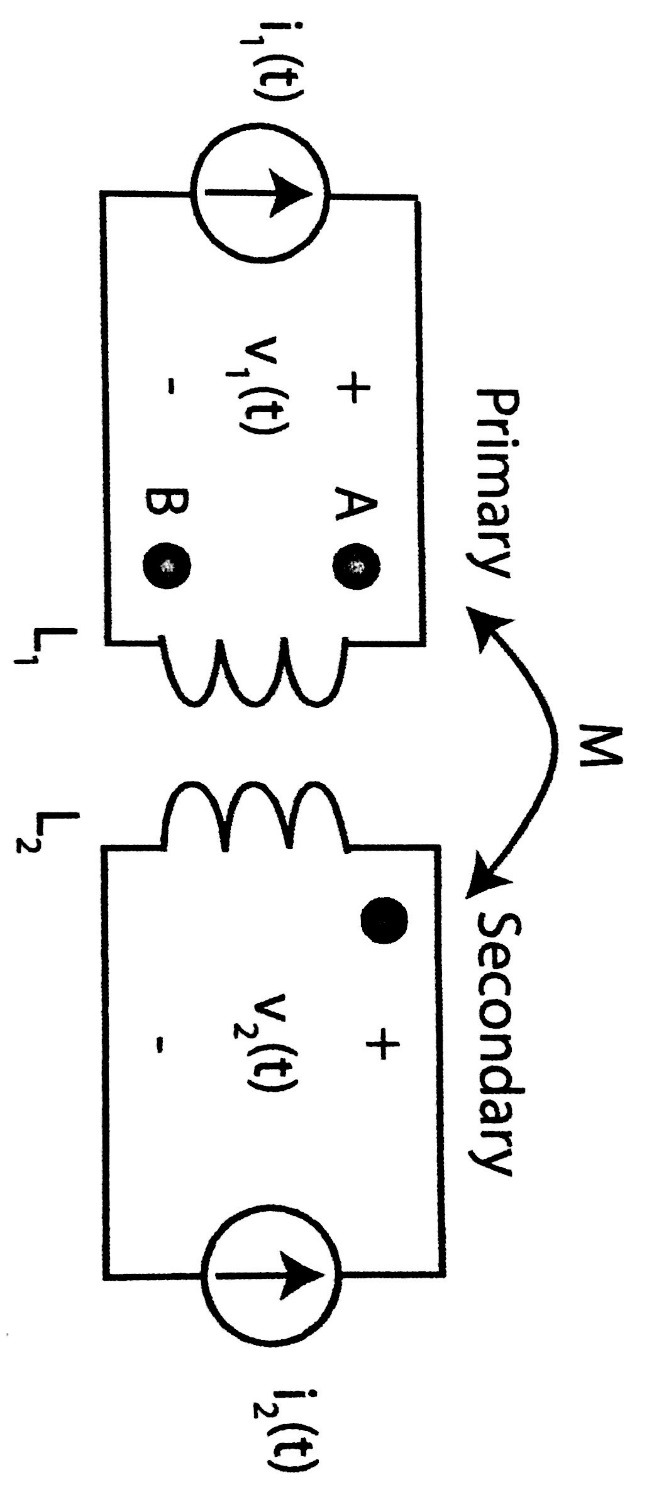 M
Primary
Secondary
A
+
+
i₁(t)
v₁(t)
v₂(t)
i₂(t)
-
B
-
L₁
L₂